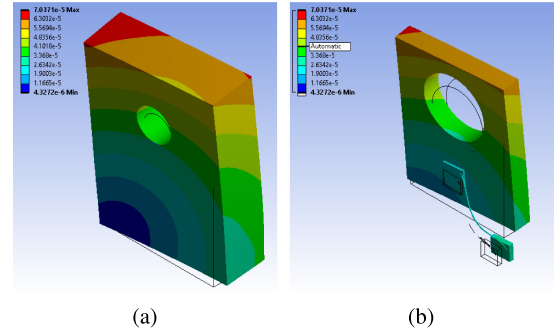 7.0371e-5 Max
6.3032e-5
5.5694e-5
4.8356e-5
4.1018e-5
3.368e-5
2.6342e-5
1.9003e-5
1.1665e-5
4.3272e-6 Min
7.0371e-5 Max
6.3032e-5
5.5694e-5
4.8356e-5
Automatic
3.368e-5
2.6342e-5
1.9003e-5
1.1665e-5
4.3272e-6 Min
(a)
(b)